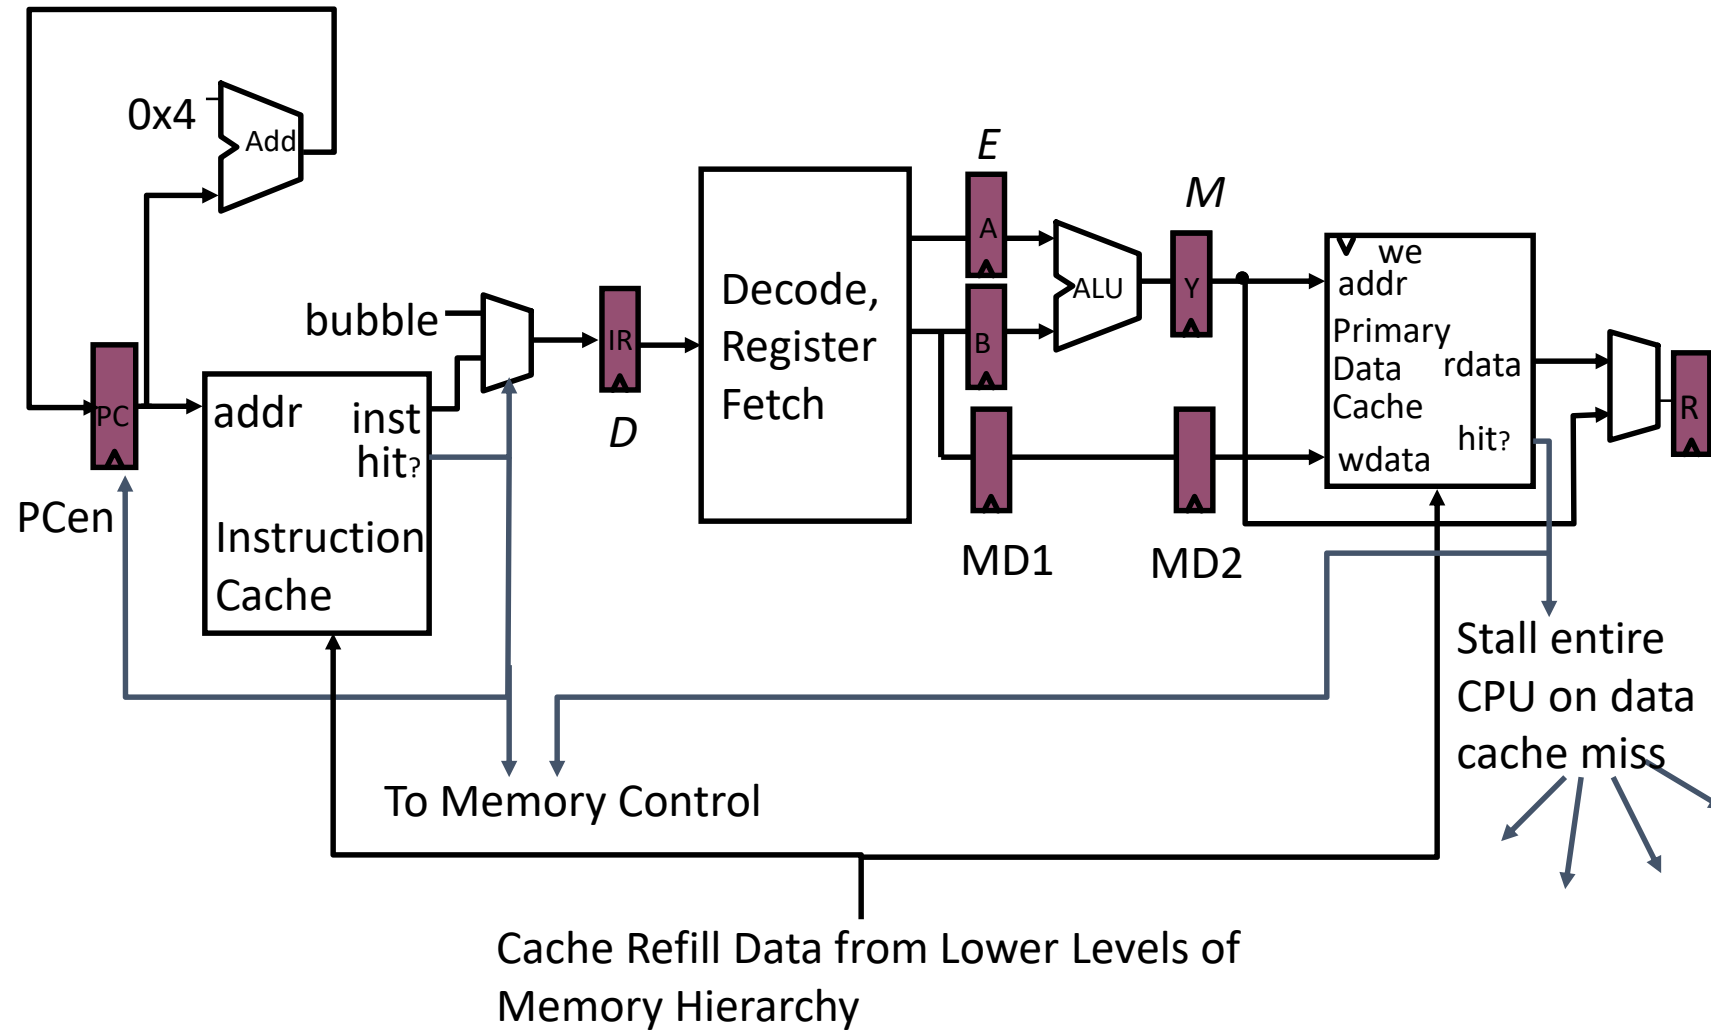 0x4
Add
E
M
A
we
addr
Decode,
Register
Fetch
ALU
Y
Primary
Data
Cache
rdata
hit?
wdata
bubble
IR
B
R
PC
addr
inst
hit?
D
PCen
Instruction
Cache
MD1
MD2
Stall entire
CPU on data
cache miss
To Memory Control
Cache Refill Data from Lower Levels of
Memory Hierarchy